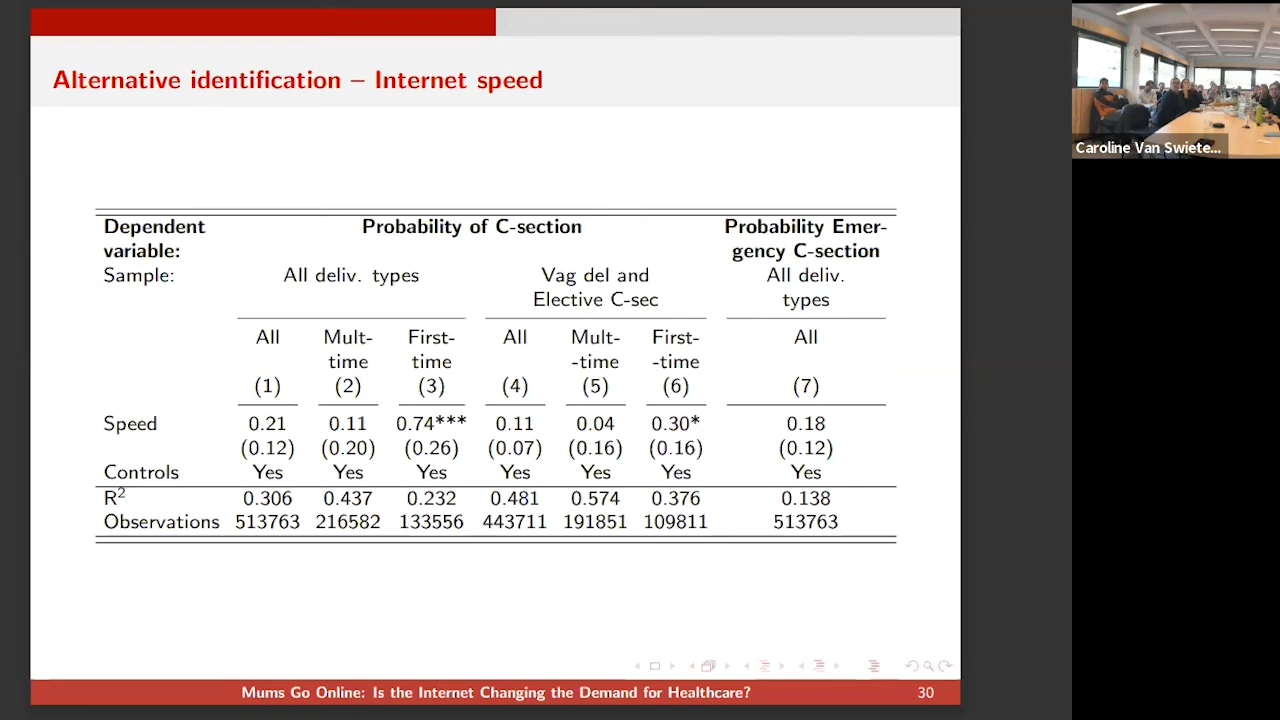 Alternative identification – Internet speed
Dependent variable: Probability of C-section Probability Emer-
gency C-section
Sample: All deliv. types Vag del and All deliv.
Elective C-sec types
All Mult- First- All Mult- First- All
time time -time -time
(1) (2) (3) (4) (5) (6) (7)
Speed 0.21 0.11 0.74*** 0.11 0.04 0.30* 0.18
(0.12) (0.20) (0.26) (0.07) (0.16) (0.16) (0.12)
Controls Yes Yes Yes Yes Yes Yes Yes
R² 0.306 0.437 0.232 0.481 0.574 0.376 0.138
Observations 513763 216582 133556 443711 191851 109811 513763
Mums Go Online: Is the Internet Changing the Demand for Healthcare? 30
Caroline Van Swiete...